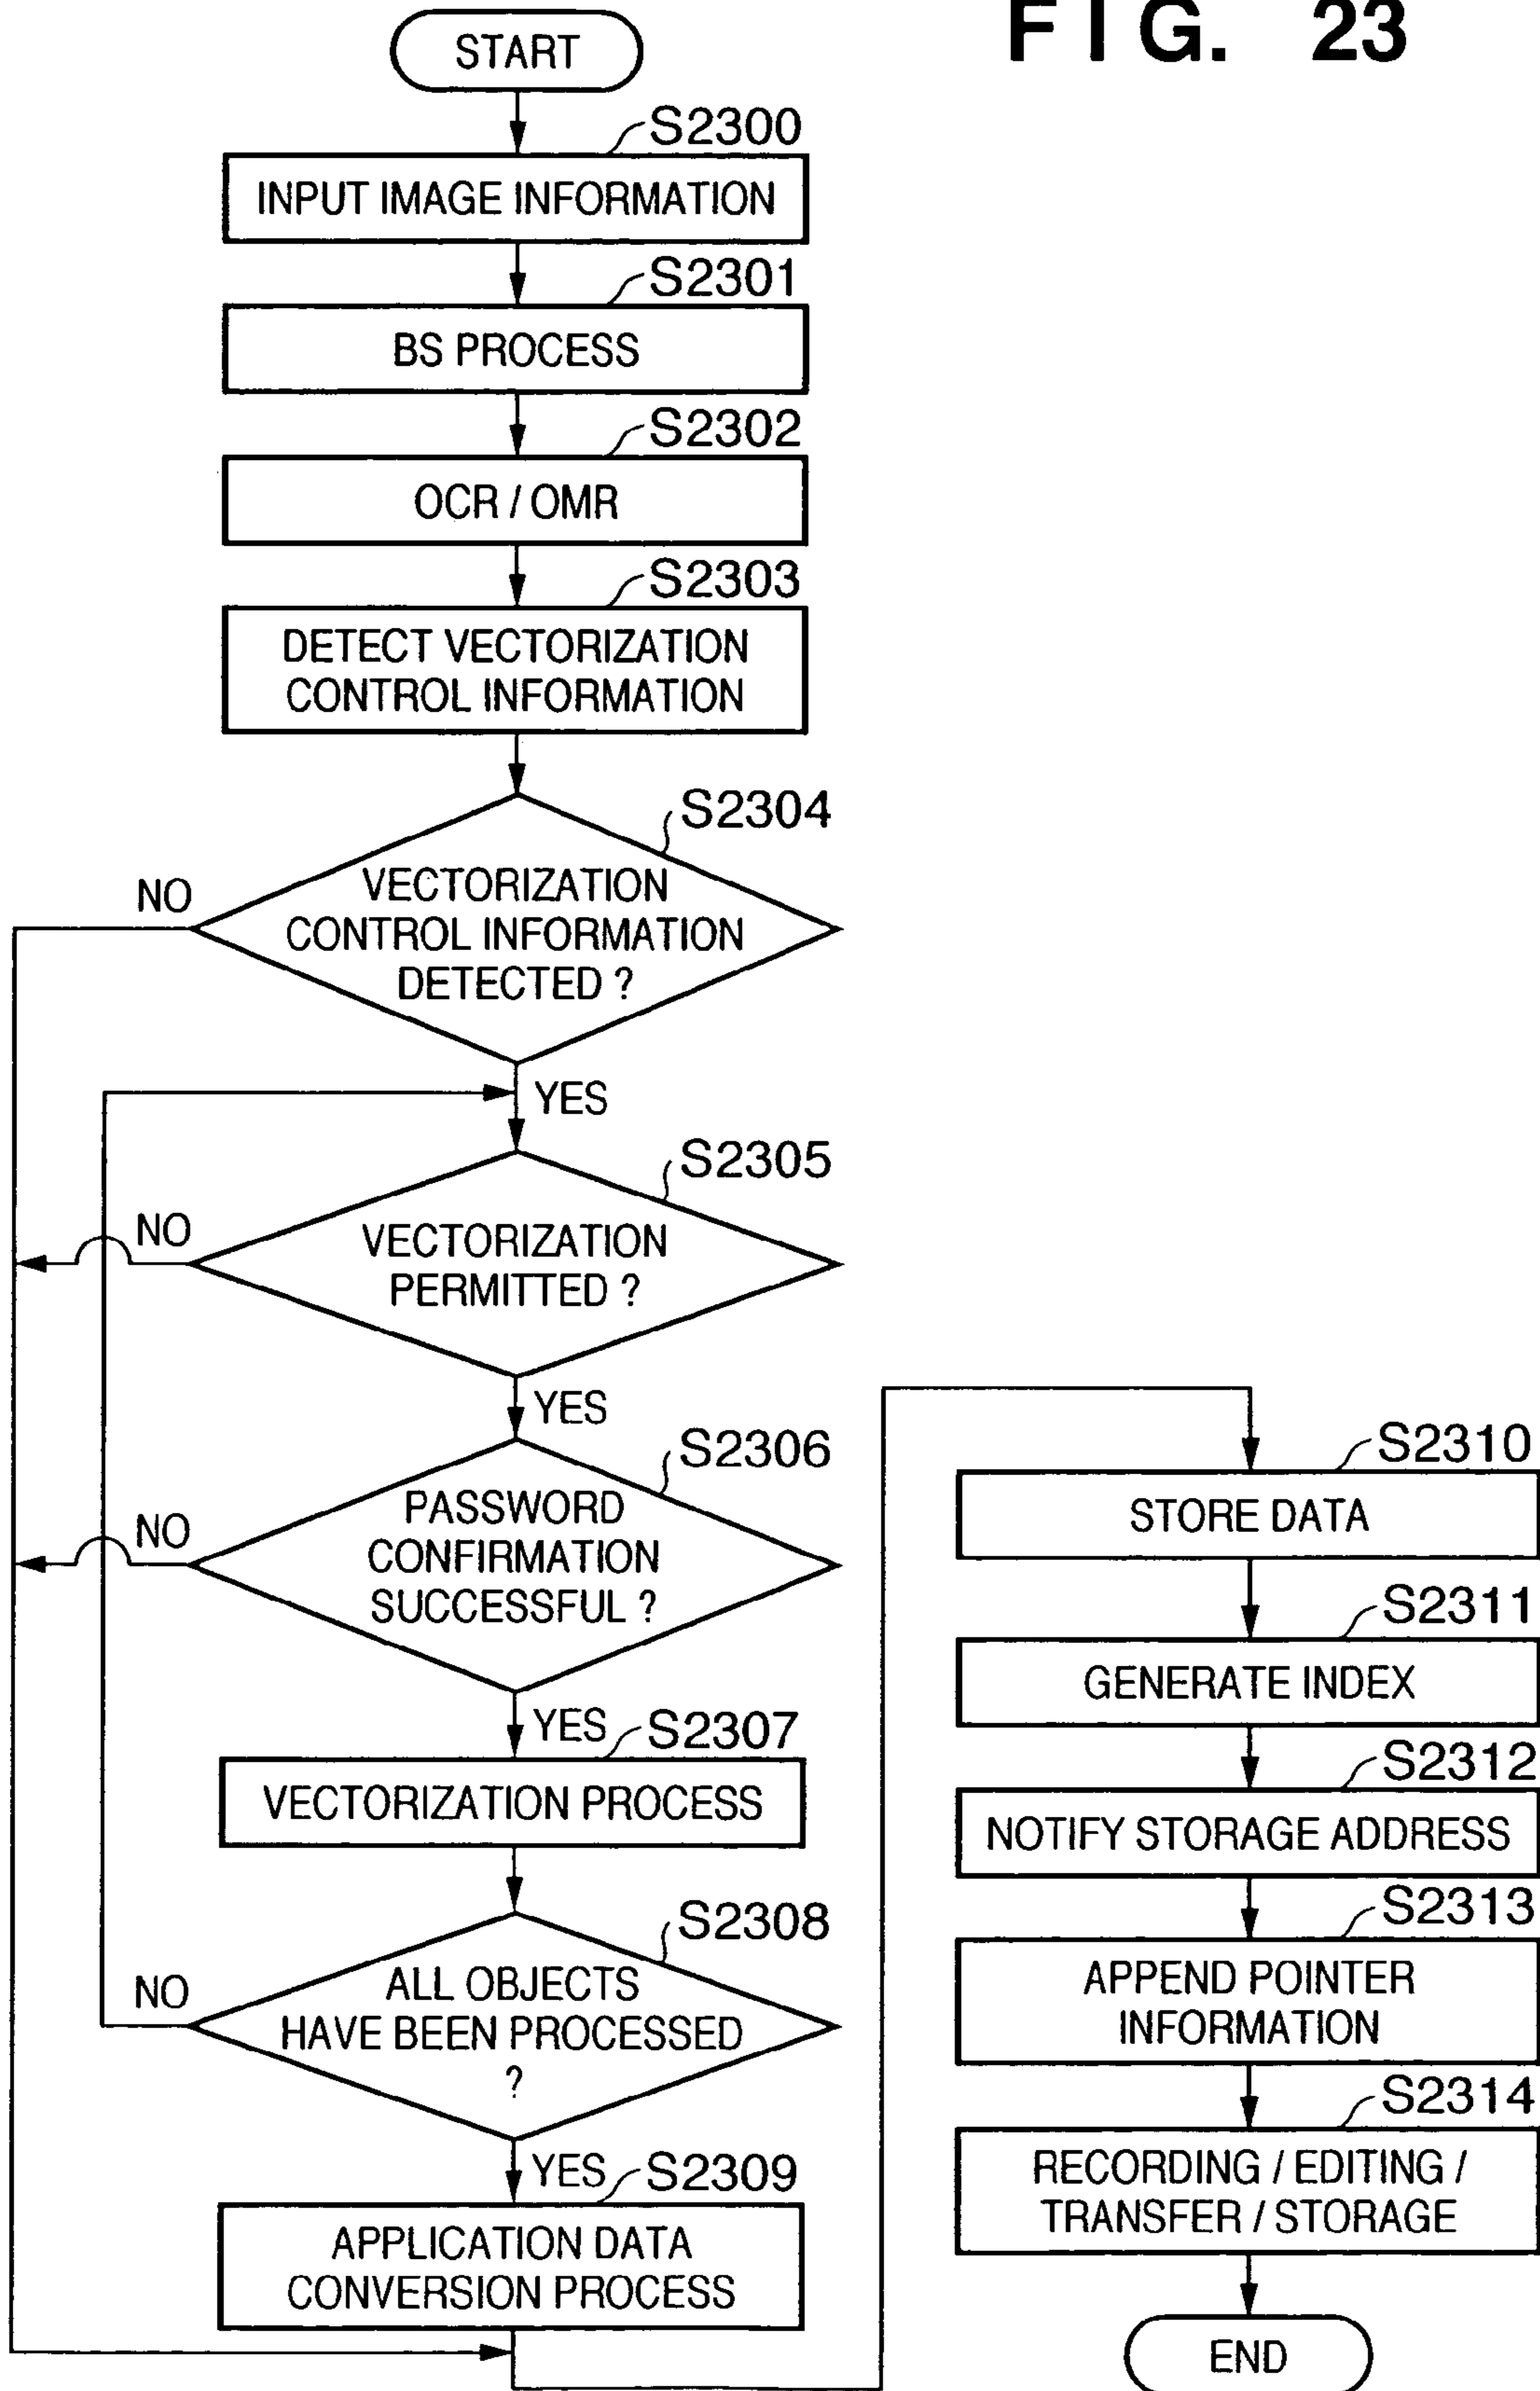 FIG. 23
START
S2300
INPUT IMAGE INFORMATION
S2301
BS PROCESS
S2302
OCR / OMR
S2303
DETECT VECTORIZATION
CONTROL INFORMATION
S2304
VECTORIZATION
CONTROL INFORMATION
DETECTED ?
NO
YES
S2305
VECTORIZATION
PERMITTED ?
NO
YES
S2306
PASSWORD
CONFIRMATION
SUCCESSFUL ?
NO
YES
S2307
VECTORIZATION PROCESS
S2308
ALL OBJECTS
HAVE BEEN PROCESSED
?
NO
YES
S2309
APPLICATION DATA
CONVERSION PROCESS
S2310
STORE DATA
S2311
GENERATE INDEX
S2312
NOTIFY STORAGE ADDRESS
S2313
APPEND POINTER
INFORMATION
S2314
RECORDING / EDITING /
TRANSFER / STORAGE
END